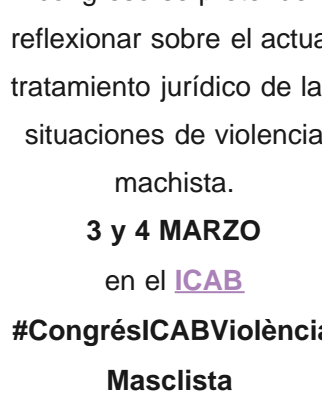 reflexionar sobre el actua
tratamiento jurídico de la
situaciones de violencia
machista.
3 y 4 MARZO
en el ICAB
#CongrésICABViolència
Masclista